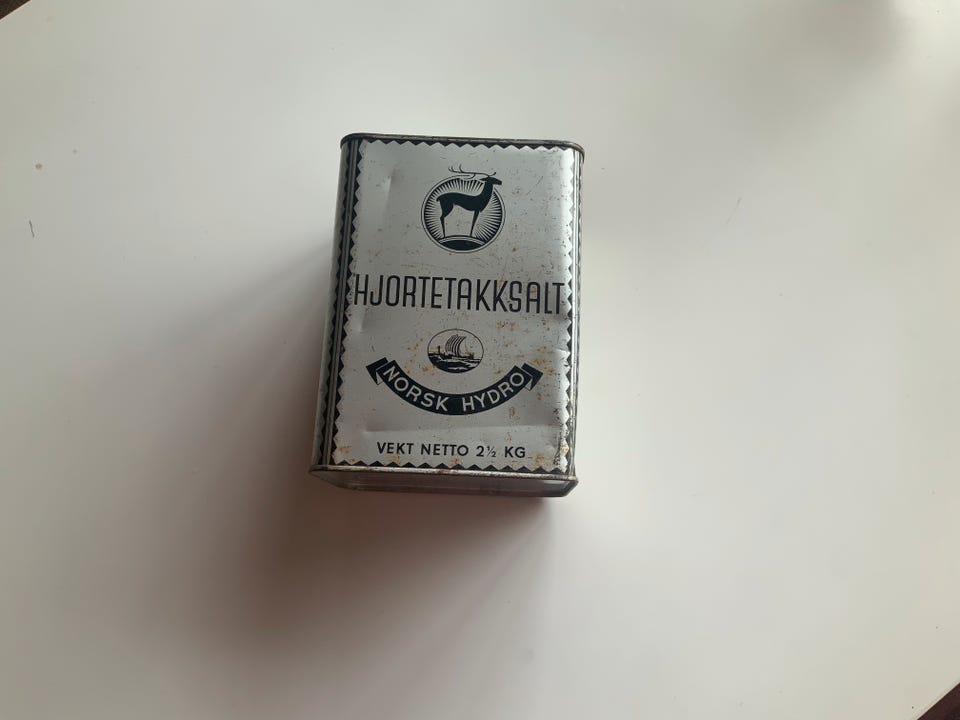 HJORTETAKKSALT
NORSK HYDRO
VEKT NETTO 2½ KG